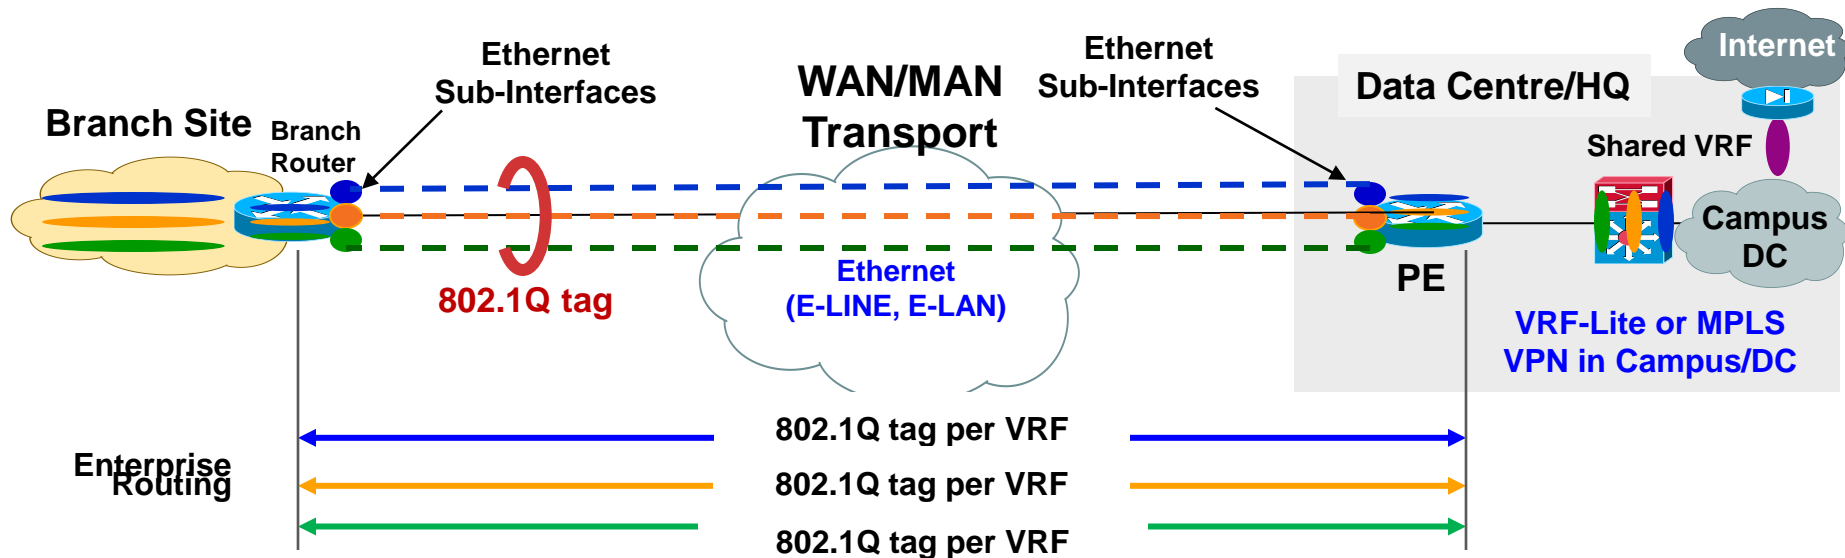 Ethernet
Sub-Interfaces
Ethernet
Sub-Interfaces
WAN/MAN
Transport
Internet
Data Centre/HQ
Branch Site
Branch
Router
Shared VRF
Campus
DC
802.1Q tag
Ethernet
(E-LINE, E-LAN)
PE
VRF-Lite or MPLS
VPN in Campus/DC
Enterprise
Routing
802.1Q tag per VRF
802.1Q tag per VRF
802.1Q tag per VRF